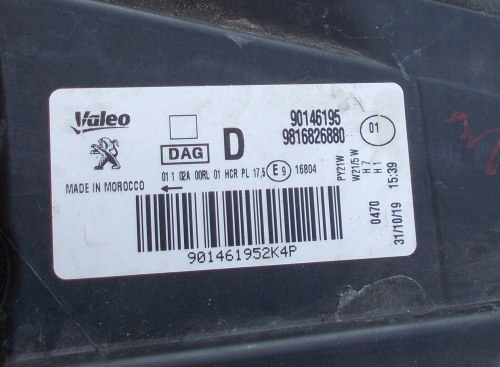 Valeo
90146195
9816826880
01
DAG
D
01 1 02A 00RL 01 HCR PL 17,5 E9 16804
MADE IN MOROCCO
PY21W
W21/5W
H7
H1
0470
31/10/19 15:39
901461952K4P